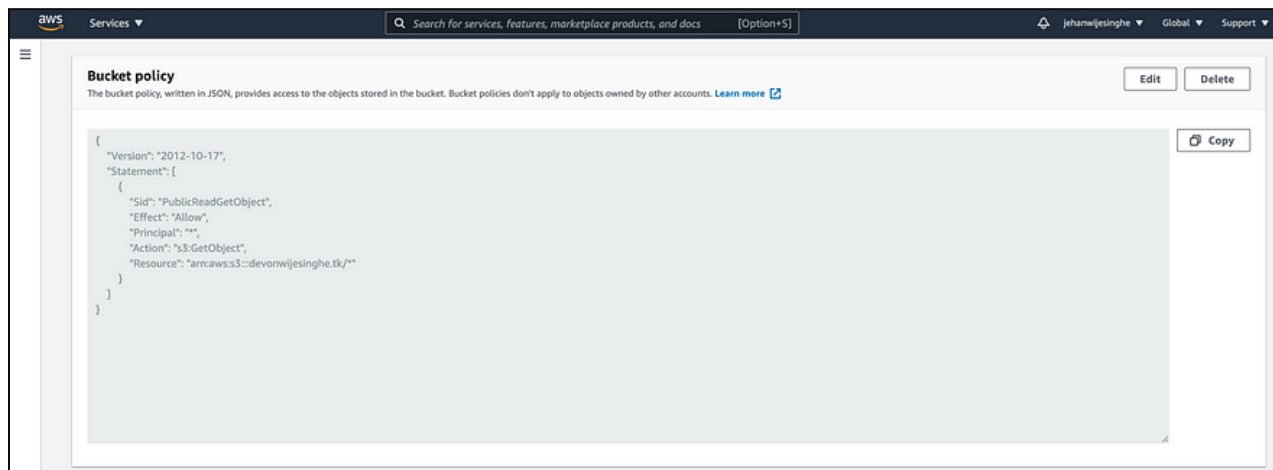 aws Services ▼ Search for services, features, marketplace products, and docs [Option+S] jehanwijesinghe ▼ Global ▼ Support ▼
Bucket policy
Edit Delete
The bucket policy, written in JSON, provides access to the objects stored in the bucket. Bucket policies don't apply to objects owned by other accounts. Learn more
Copy
{
"Version": "2012-10-17",
"Statement": [
{
"Sid": "PublicReadGetObject",
"Effect": "Allow",
"Principal": "*",
"Action": "s3:GetObject",
"Resource": "arn:aws:s3:::devonwijesinghe.tk/*"
}
]
}